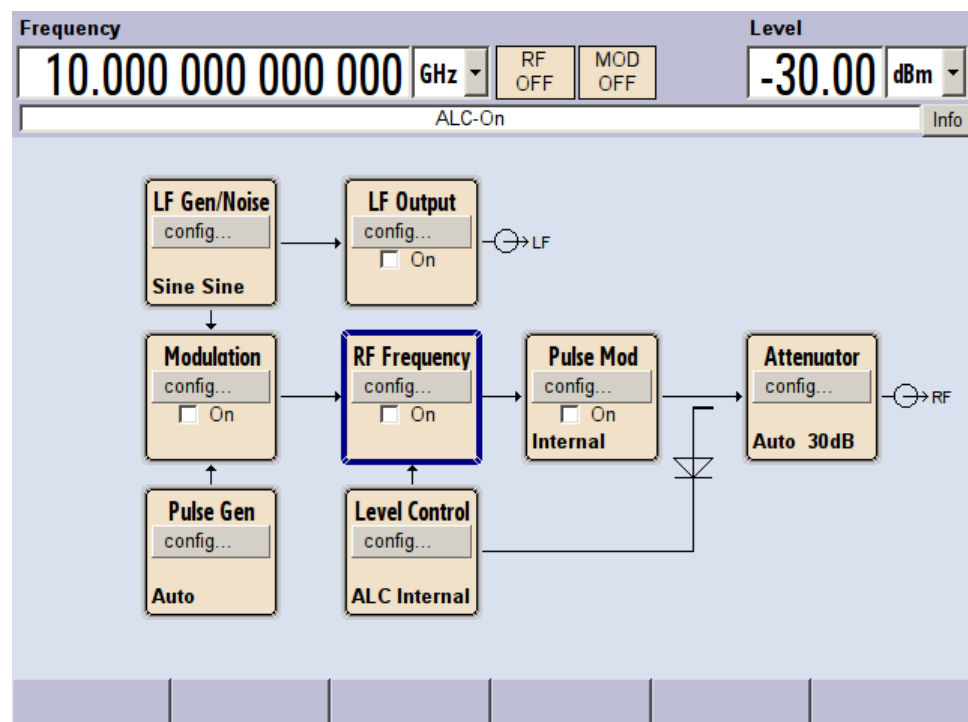 Frequency
Level
10.000 000 000 000 GHz
RF OFF
MOD OFF
-30.00 dBm
ALC-On
Info
LF Gen/Noise
config...
Sine Sine
LF Output
config...
On
LF
Modulation
config...
On
RF Frequency
config...
On
Pulse Mod
config...
On
Internal
Attenuator
config...
Auto 30dB
RF
Pulse Gen
config...
Auto
Level Control
config...
ALC Internal